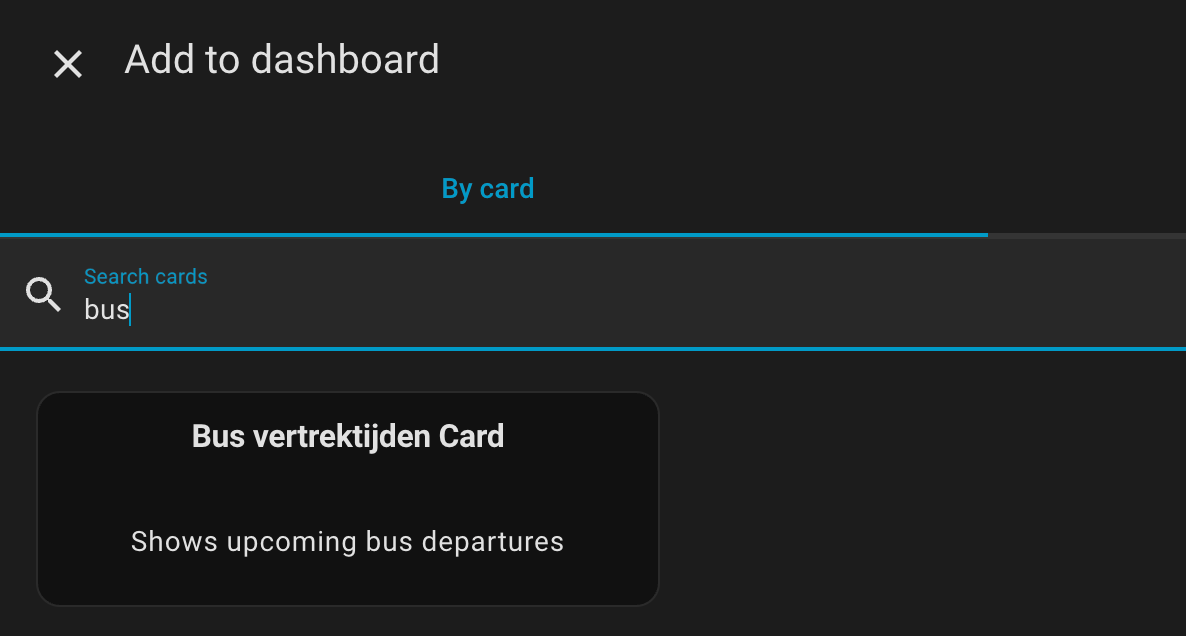 Add to dashboard
By card
Search cards
bus
Bus vertrektijden Card
Shows upcoming bus departures